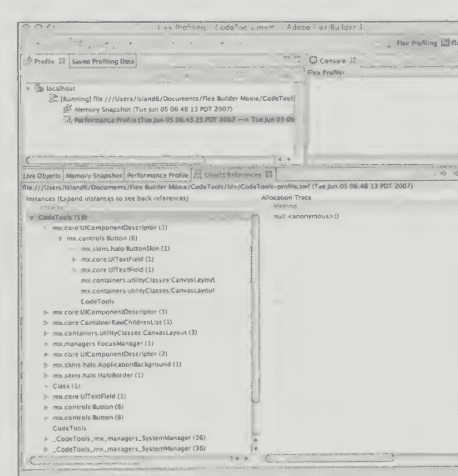 Flex Profiling - CodeTools.mxml - Adobe Flex Builder 3
Flex Profiling
Profile Saved Profiling Data
Console
Flex Profiler
localhost
[Running] file:///Users/tsland6/Documents/Flex Builder Moxie/CodeTool
Memory Snapshot (Tue Jun 05 06:48:13 PDT 2007)
Performance Profile (Tue Jun 05 06:43:25 PDT 2007 --> Tue Jun 05 06
Live Objects Memory Snapshot Performance Profile Object References
file:///Users/tsland6/Documents/Flex Builder Moxie/CodeTools/bin/CodeTools-profile.swf (Tue Jun 05 06:48:13 PDT 2007)
Instances (Expand instances to see back references) Allocation Trace
Instance Method
CodeTools (18) null <anonymous>()
mx.core.UIComponentDescriptor (1)
mx.controls.Button (6)
mx.skins.halo.ButtonSkin (1)
mx.core.UITextField (1)
mx.core.UITextField (1)
mx.containers.utilityClasses.CanvasLayout
mx.containers.utilityClasses.CanvasLayout
CodeTools
mx.core.UIComponentDescriptor (1)
mx.core.ContainerRawChildrenList (1)
mx.containers.utilityClasses.CanvasLayout (3)
mx.managers.FocusManager (1)
mx.core.UIComponentDescriptor (2)
mx.skins.halo.ApplicationBackground (1)
mx.skins.halo.HaloBorder (1)
Class (1)
mx.core.UITextField (1)
mx.controls.Button (6)
mx.controls.Button (6)
CodeTools
_CodeTools_mx_managers_SystemManager (36)
_CodeTools_mx_managers_SystemManager (36)